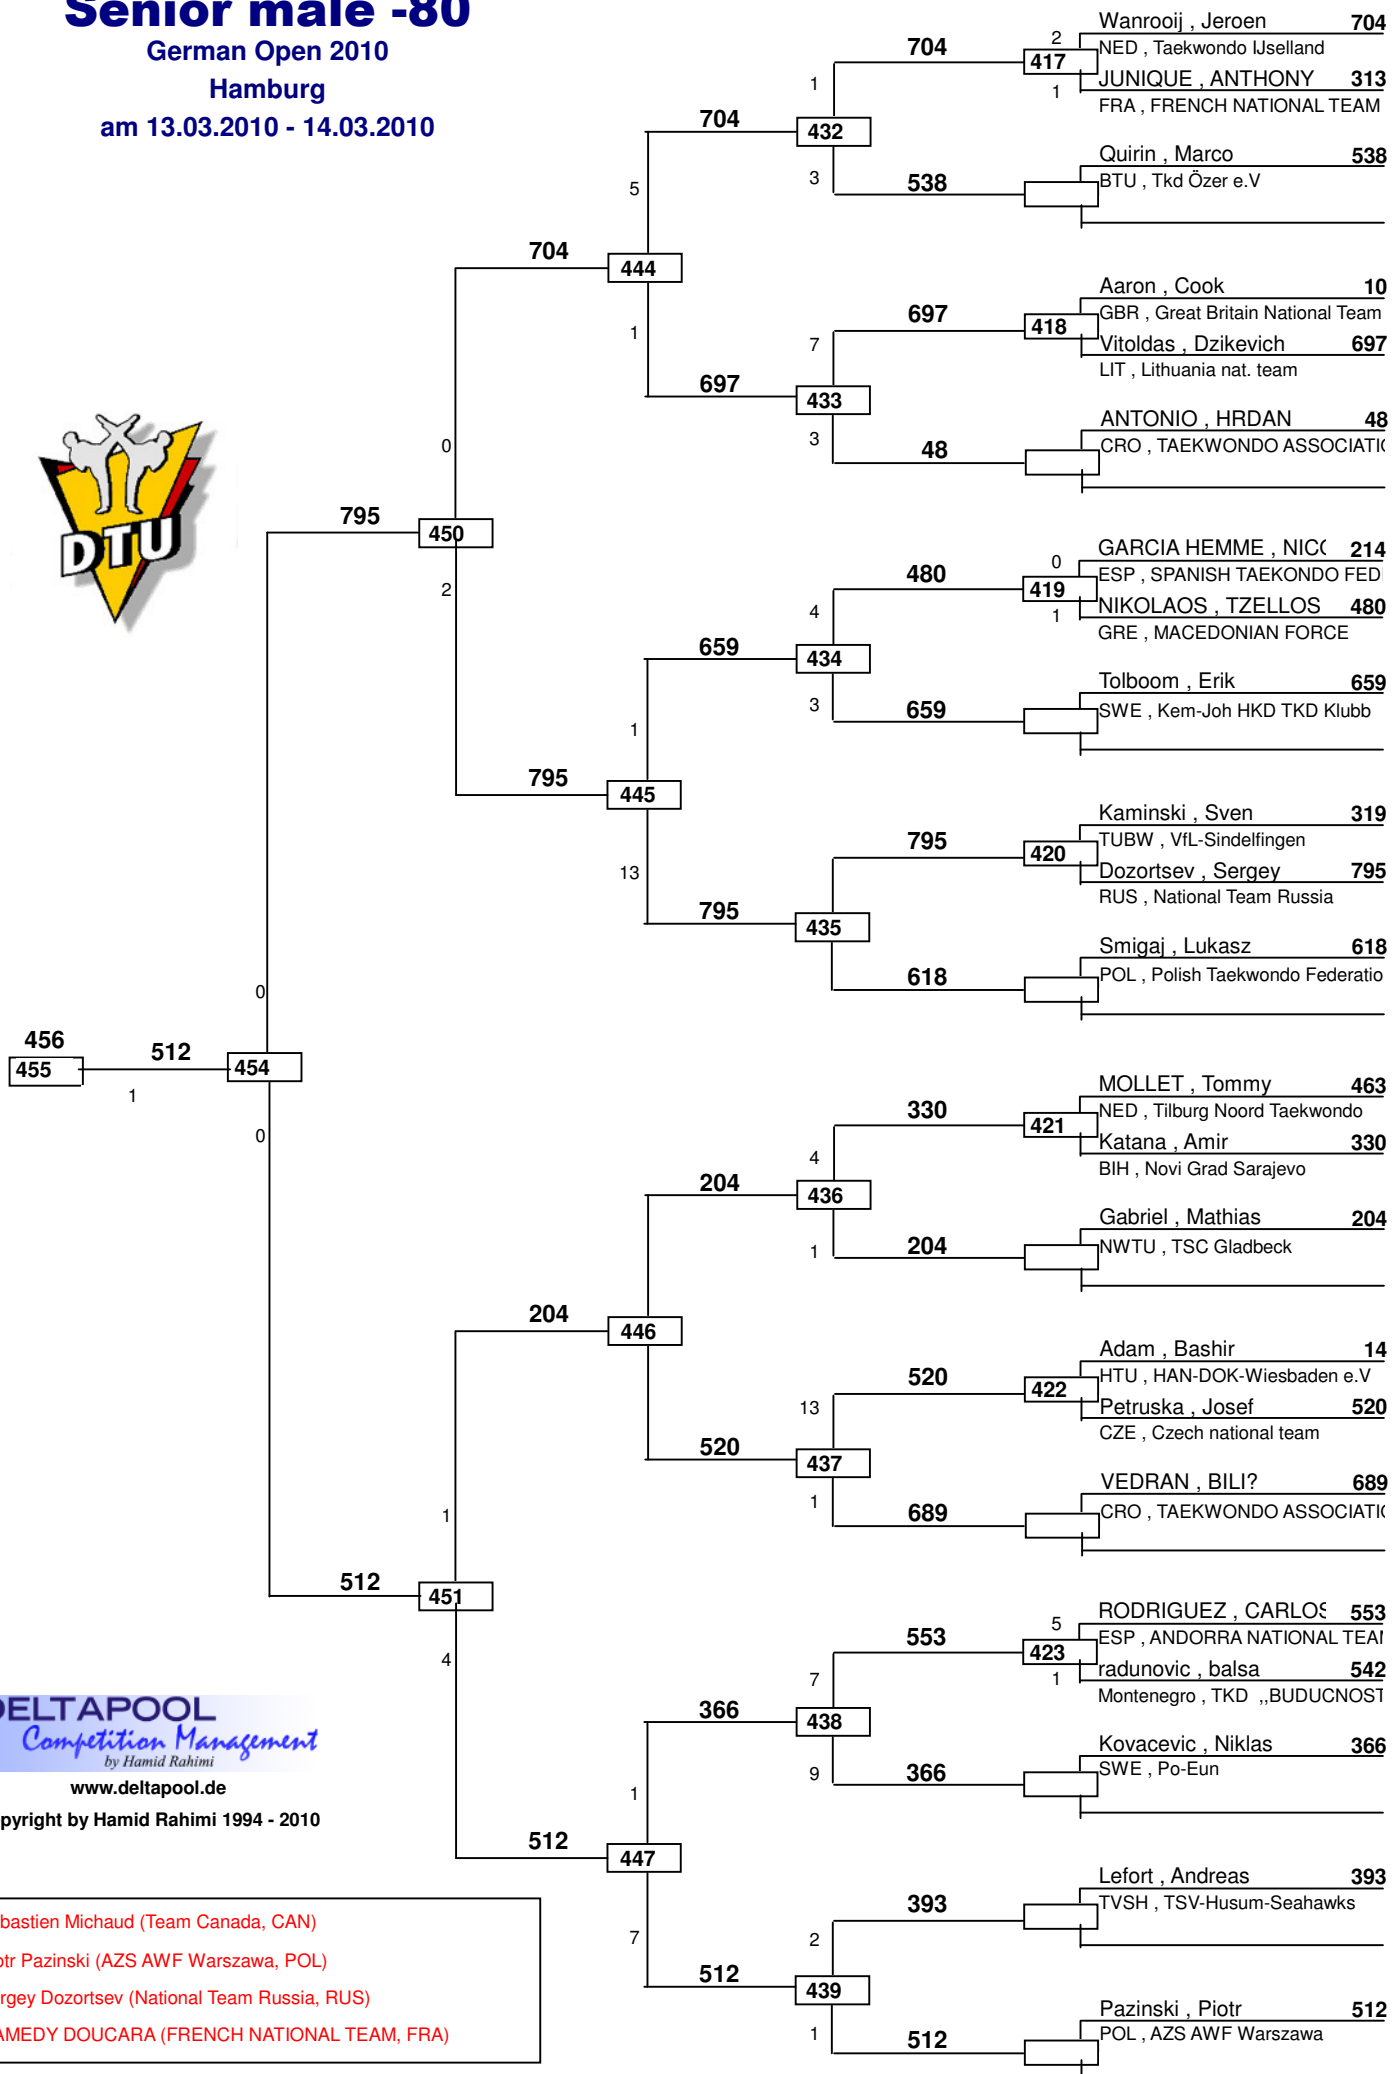 Senior male -80
German Open 2010
Hamburg
am 13.03.2010 - 14.03.2010
DTU
Wanrooij , Jeroen 704
NED , Taekwondo IJselland
704 2 417
JUNIQUE , ANTHONY 313
1
FRA , FRENCH NATIONAL TEAM
1
704 432
Quirin , Marco 538
BTU , Tkd Özer e.V
3 538
5
704 444
Aaron , Cook 10
GBR , Great Britain National Team
697 418
Vitoldas , Dzikevich 697
LIT , Lithuania nat. team
1
7
697 433
ANTONIO , HRDAN 48
CRO , TAEKWONDO ASSOCIATI
3 48
0
795 450
GARCIA HEMME , NIC 214
0
ESP , SPANISH TAEKONDO FED
480 419
NIKOLAOS , TZELLOS 480
1
GRE , MACEDONIAN FORCE
2
4
659 434
Tolboom , Erik 659
SWE , Kem-Joh HKD TKD Klubb
3 659
1
795 445
Kaminski , Sven 319
TUBW , VfL-Sindelfingen
795 420
Dozortsev , Sergey 795
RUS , National Team Russia
13
795 435
Smigaj , Lukasz 618
POL , Polish Taekwondo Federatio
618
0
456
455 512 454
1
0
MOLLET , Tommy 463
NED , Tilburg Noord Taekwondo
330 421
Katana , Amir 330
BIH , Novi Grad Sarajevo
4
204 436
Gabriel , Mathias 204
NWTU , TSC Gladbeck
1 204
204 446
Adam , Bashir 14
HTU , HAN-DOK-Wiesbaden e.V
520 422
Petruska , Josef 520
CZE , Czech national team
13
520 437
VEDRAN , BILI? 689
CRO , TAEKWONDO ASSOCIATI
1 689
1
512 451
RODRIGUEZ , CARLOS 553
5
ESP , ANDORRA NATIONAL TEA
553 423
radunovic , balsa 542
1
Montenegro , TKD ,,BUDUCNOST
4
7
366 438
Kovacevic , Niklas 366
SWE , Po-Eun
9 366
1
512 447
Lefort , Andreas 393
TVSH , TSV-Husum-Seahawks
393
7
2
512 439
Pazinski , Piotr 512
POL , AZS AWF Warszawa
1 512
DELTAPOOL
Competition Management
by Hamid Rahimi
www.deltapool.de
pyright by Hamid Rahimi 1994 - 2010
bastien Michaud (Team Canada, CAN)
otr Pazinski (AZS AWF Warszawa, POL)
rgey Dozortsev (National Team Russia, RUS)
AMEDY DOUCARA (FRENCH NATIONAL TEAM, FRA)